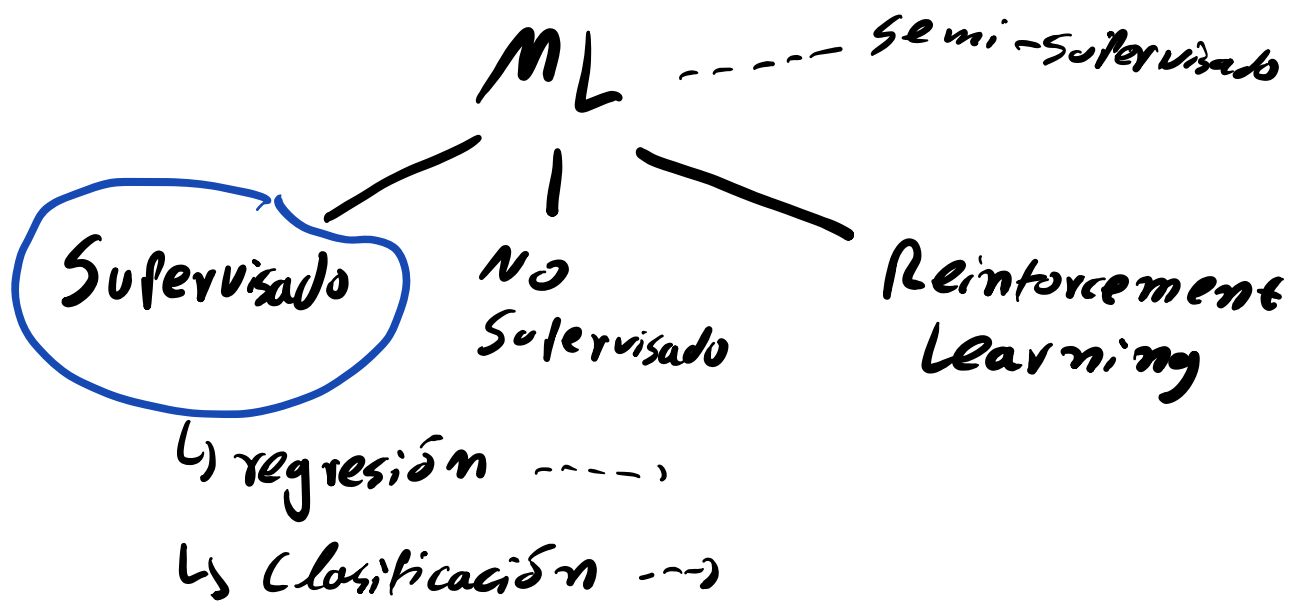 ML
semi-supervisado
Supervisado
No
Supervisado
Reinforcement
Learning
regresión
Clasificación